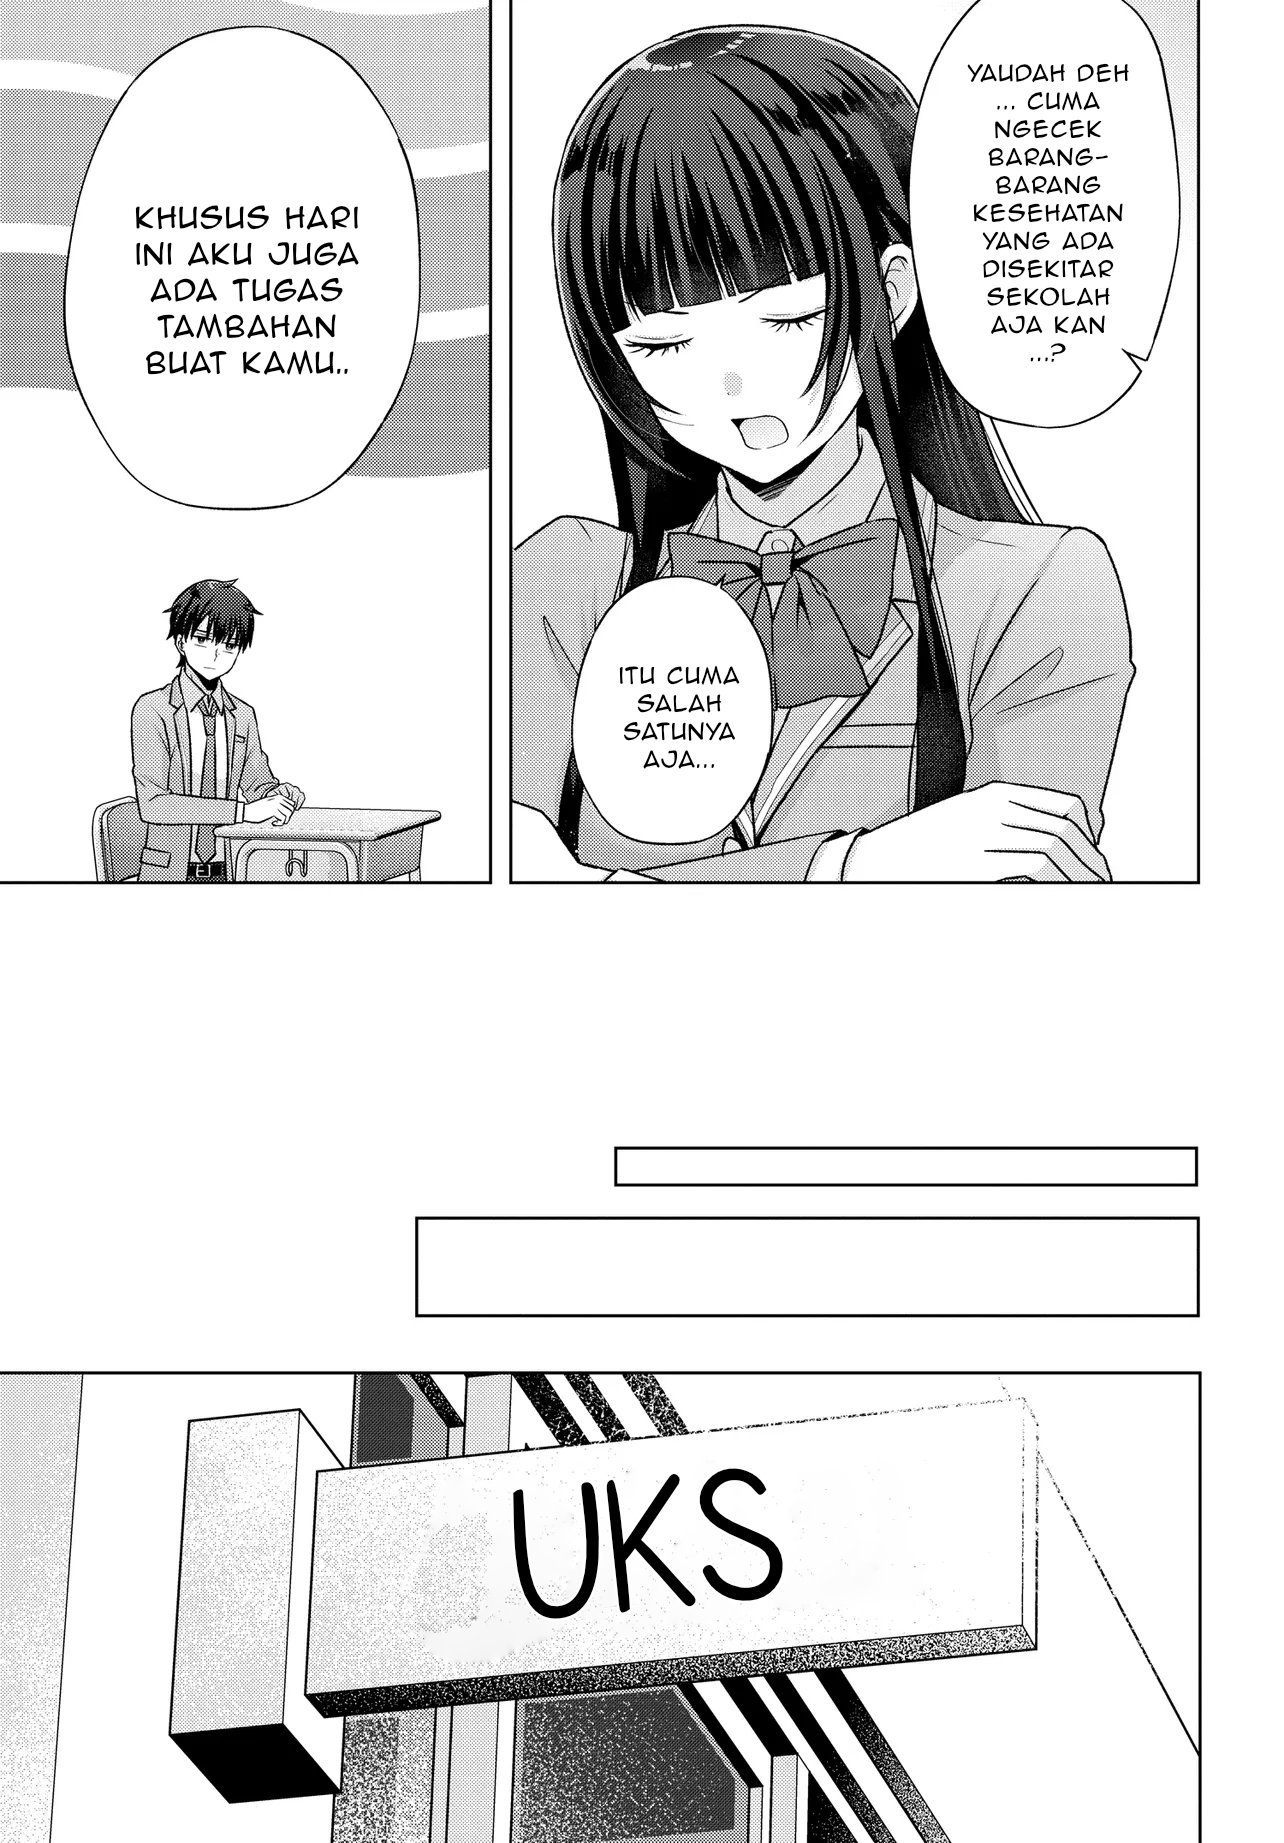 YAUDAH DEH
... CUMA
NGECEK
BARANG-
BARANG
KESEHATAN
YANG ADA
DISEKITAR
SEKOLAH
AJA KAN
...?
ITU CUMA
SALAH
SATUNYA
AJA...
KHUSUS HARI
INI AKU JUGA
ADA TUGAS
TAMBAHAN
BUAT KAMU..
UKS